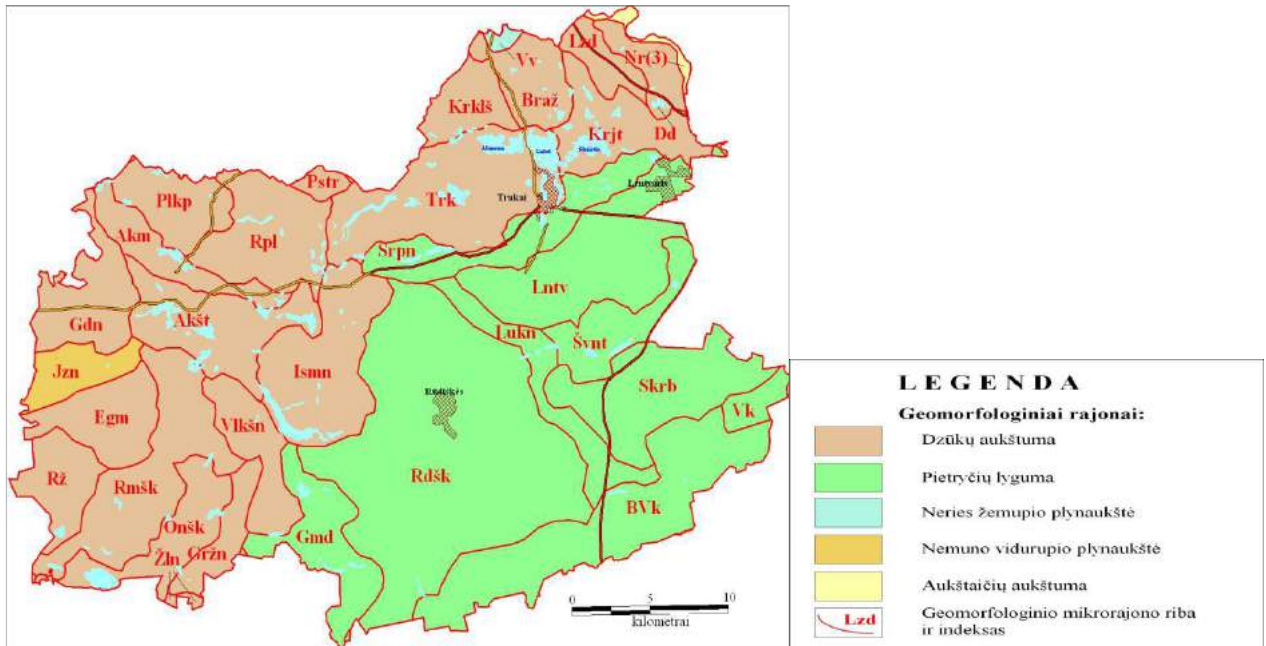 Lzd
Nr(3)
Vv
Krklš
Braž
Krjt
Dd
Pstr
Plkp
Trk
Trakai
Lentvaris
Akm
Rpl
Srpn
Lntv
Gdn
Akšt
Lukn
Švnt
Jzn
Ismn
Rūdiškės
Skrb
Vk
Egm
Vlkšn
Rž
Rmšk
Rdšk
Onšk
BVk
Gmd
Žln
Gržn
0 5 10
kilometrai
LEGENDA
Geomorfologiniai rajonai:
Dzūkų aukštuma
Pietryčių lyguma
Neries žemupio plynaukštė
Nemuno vidurupio plynaukštė
Aukštaičių aukštuma
Lzd
Geomorfologinio mikrorajono riba
ir indeksas